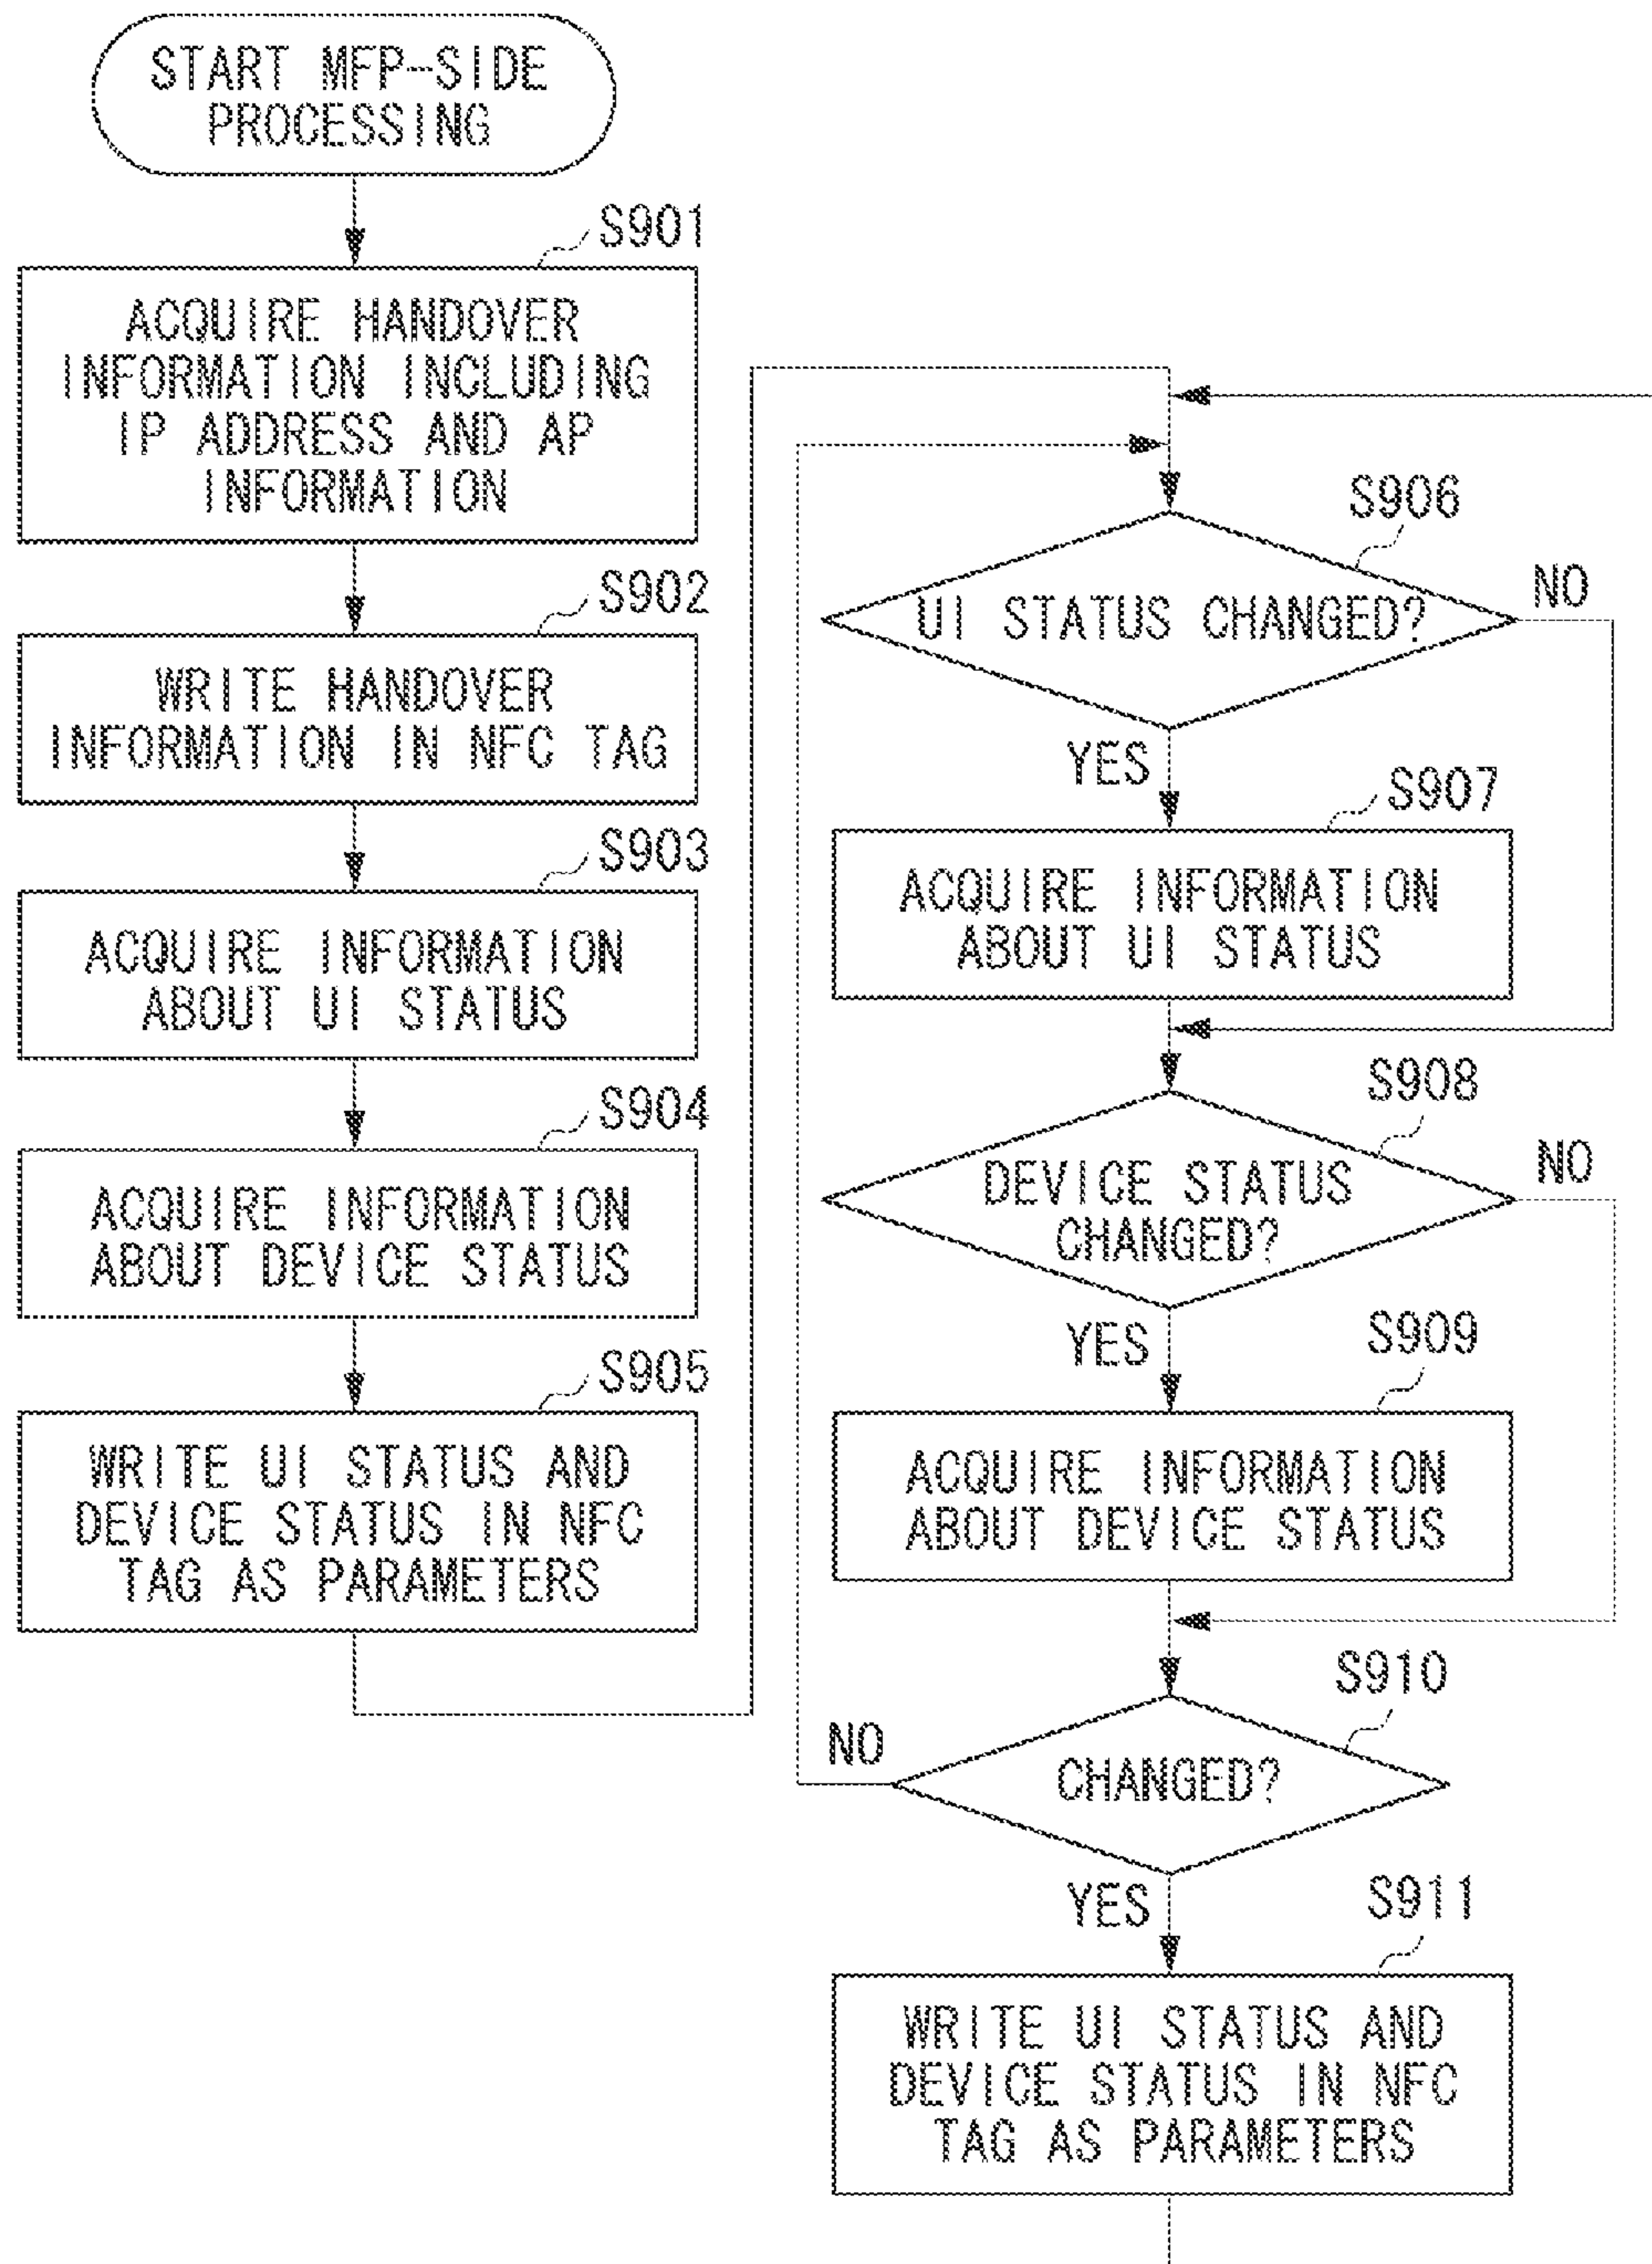 START MFP-SIDE
PROCESSING
S901
ACQUIRE HANDOVER
INFORMATION INCLUDING
IP ADDRESS AND AP
INFORMATION
S902
WRITE HANDOVER
INFORMATION IN NFC TAG
S903
ACQUIRE INFORMATION
ABOUT UI STATUS
S904
ACQUIRE INFORMATION
ABOUT DEVICE STATUS
S905
WRITE UI STATUS AND
DEVICE STATUS IN NFC
TAG AS PARAMETERS
S906
UI STATUS CHANGED?
NO
YES
S907
ACQUIRE INFORMATION
ABOUT UI STATUS
S908
DEVICE STATUS
CHANGED?
NO
YES
S909
ACQUIRE INFORMATION
ABOUT DEVICE STATUS
S910
CHANGED?
NO
YES
S911
WRITE UI STATUS AND
DEVICE STATUS IN NFC
TAG AS PARAMETERS